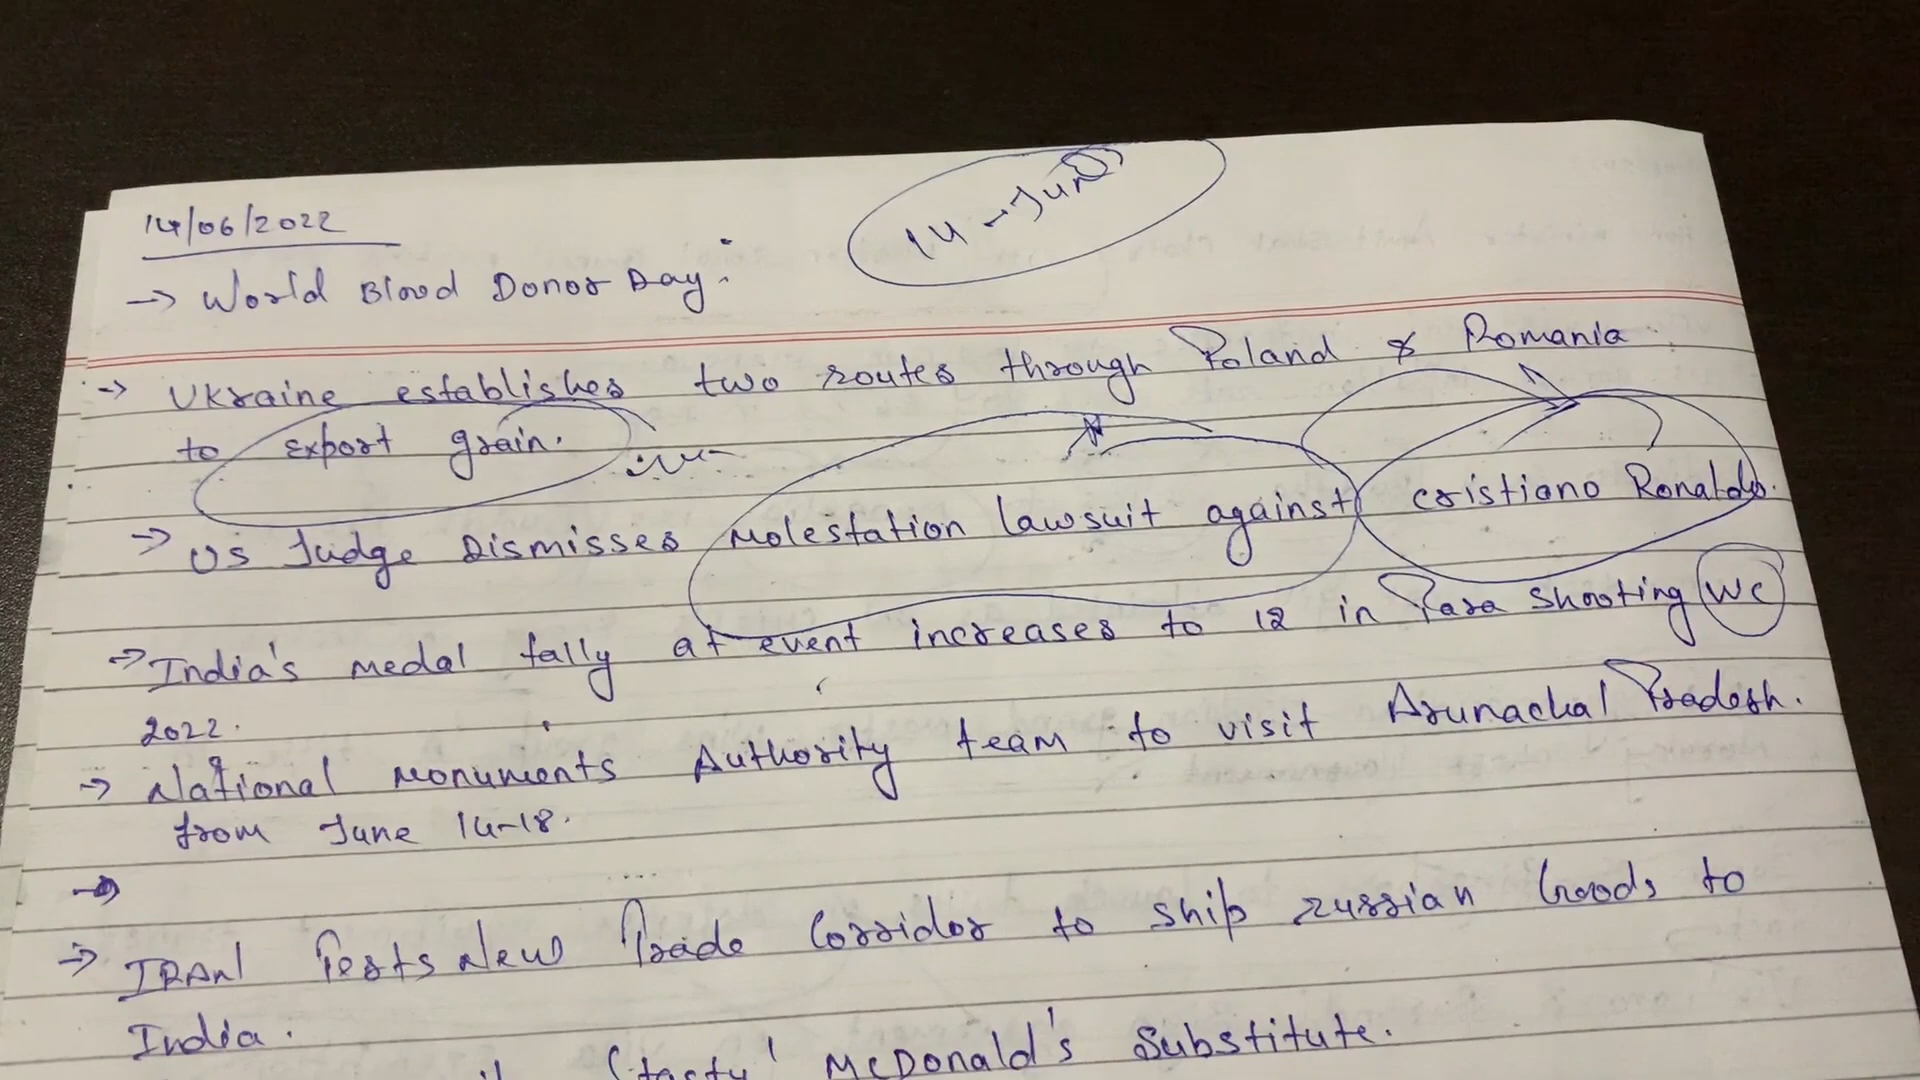 14/06/2022
14-June
→ World Blood Donor Day.
→ Ukraine establishes two routes through Poland & Romania
to Export grain.
→ US Judge Dismisses Molestation lawsuit against cristiano Ronaldo.
→ India's medal tally at event increases to 12 in Para Shooting WC
2022.
→ National Monuments Authority team to visit Arunachal Pradesh.
from June 14-18.
→
→ IRAN Tests New Trade Corridor to ship russian Goods to
India.
'tasty' McDonald's Substitute.